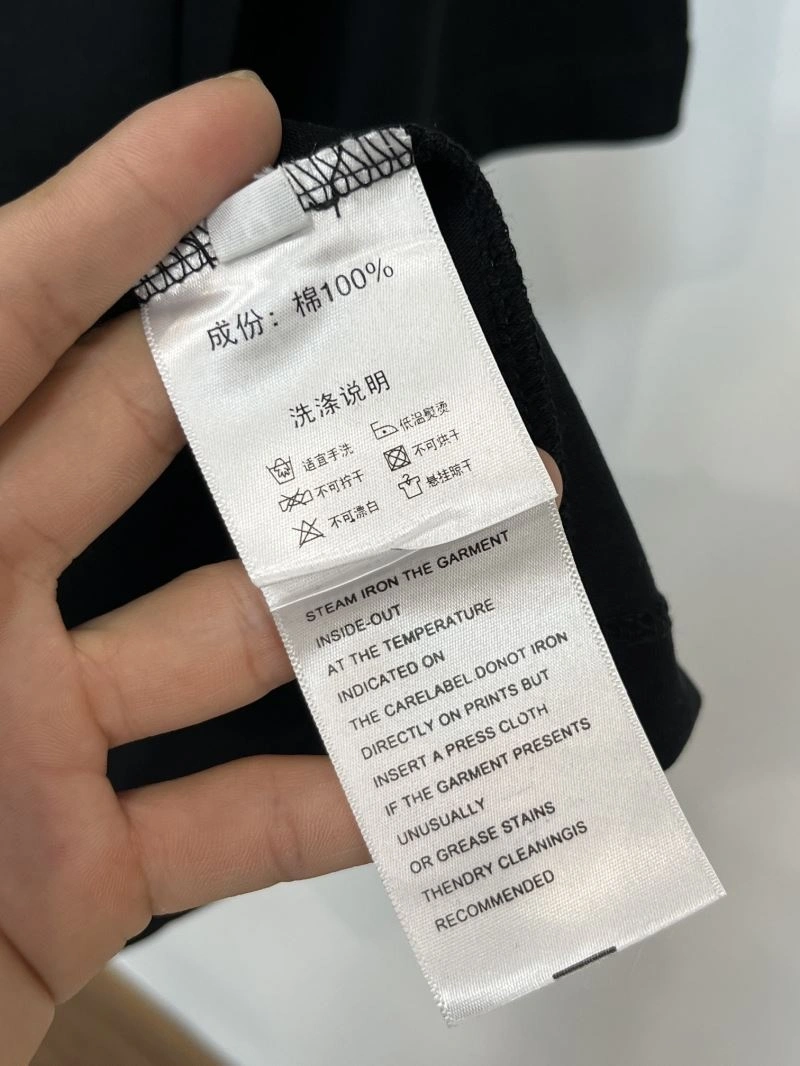 成份：棉100%
洗涤说明
适宜手洗 低温熨烫
不可拧干 不可烘干
不可漂白 悬挂晾干
STEAM IRON THE GARMENT
INSIDE-OUT
AT THE TEMPERATURE
INDICATED ON
THE CARELABEL.DONOT IRON
DIRECTLY ON PRINTS BUT
INSERT A PRESS CLOTH
IF THE GARMENT PRESENTS
UNUSUALLY
OR GREASE STAINS
THENDRY CLEANINGIS
RECOMMENDED